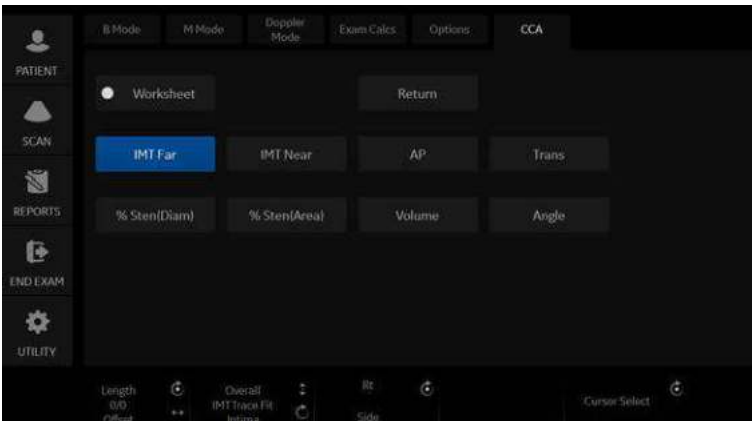 B Mode
M Mode
Doppler
Mode
Exam Calcs
Options
CCA
PATIENT
Worksheet
Return
SCAN
IMT Far
IMT Near
AP
Trans
REPORTS
% Sten(Diam)
% Sten(Area)
Volume
Angle
END EXAM
UTILITY
Length
0/0
Offset
Overall
IMT Trace Fit
Intima
Rt
Side
Cursor Select